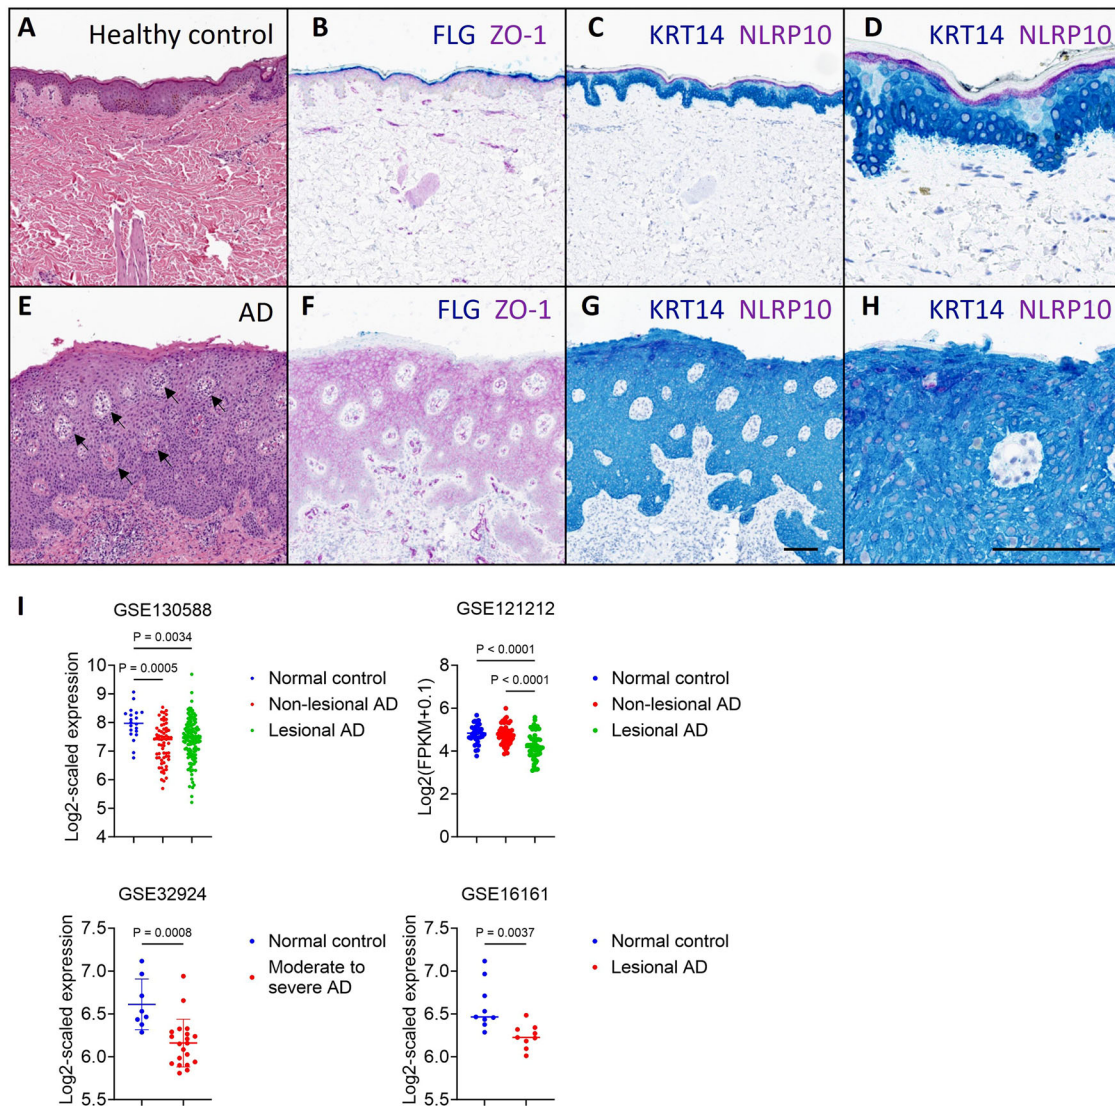 A Healthy control
B FLG ZO-1
C KRT14 NLRP10
D KRT14 NLRP10
E AD
F FLG ZO-1
G KRT14 NLRP10
H KRT14 NLRP10
I
GSE130588
P = 0.0034
P = 0.0005
Log2-scaled expression
10
9
8
7
6
5
4
Normal control
Non-lesional AD
Lesional AD
GSE121212
P < 0.0001
P < 0.0001
Log2(FPKM+0.1)
8
6
4
2
0
Normal control
Non-lesional AD
Lesional AD
GSE32924
P = 0.0008
Log2-scaled expression
7.5
7.0
6.5
6.0
5.5
Normal control
Moderate to
severe AD
GSE16161
P = 0.0037
Log2-scaled expression
7.5
7.0
6.5
6.0
5.5
Normal control
Lesional AD